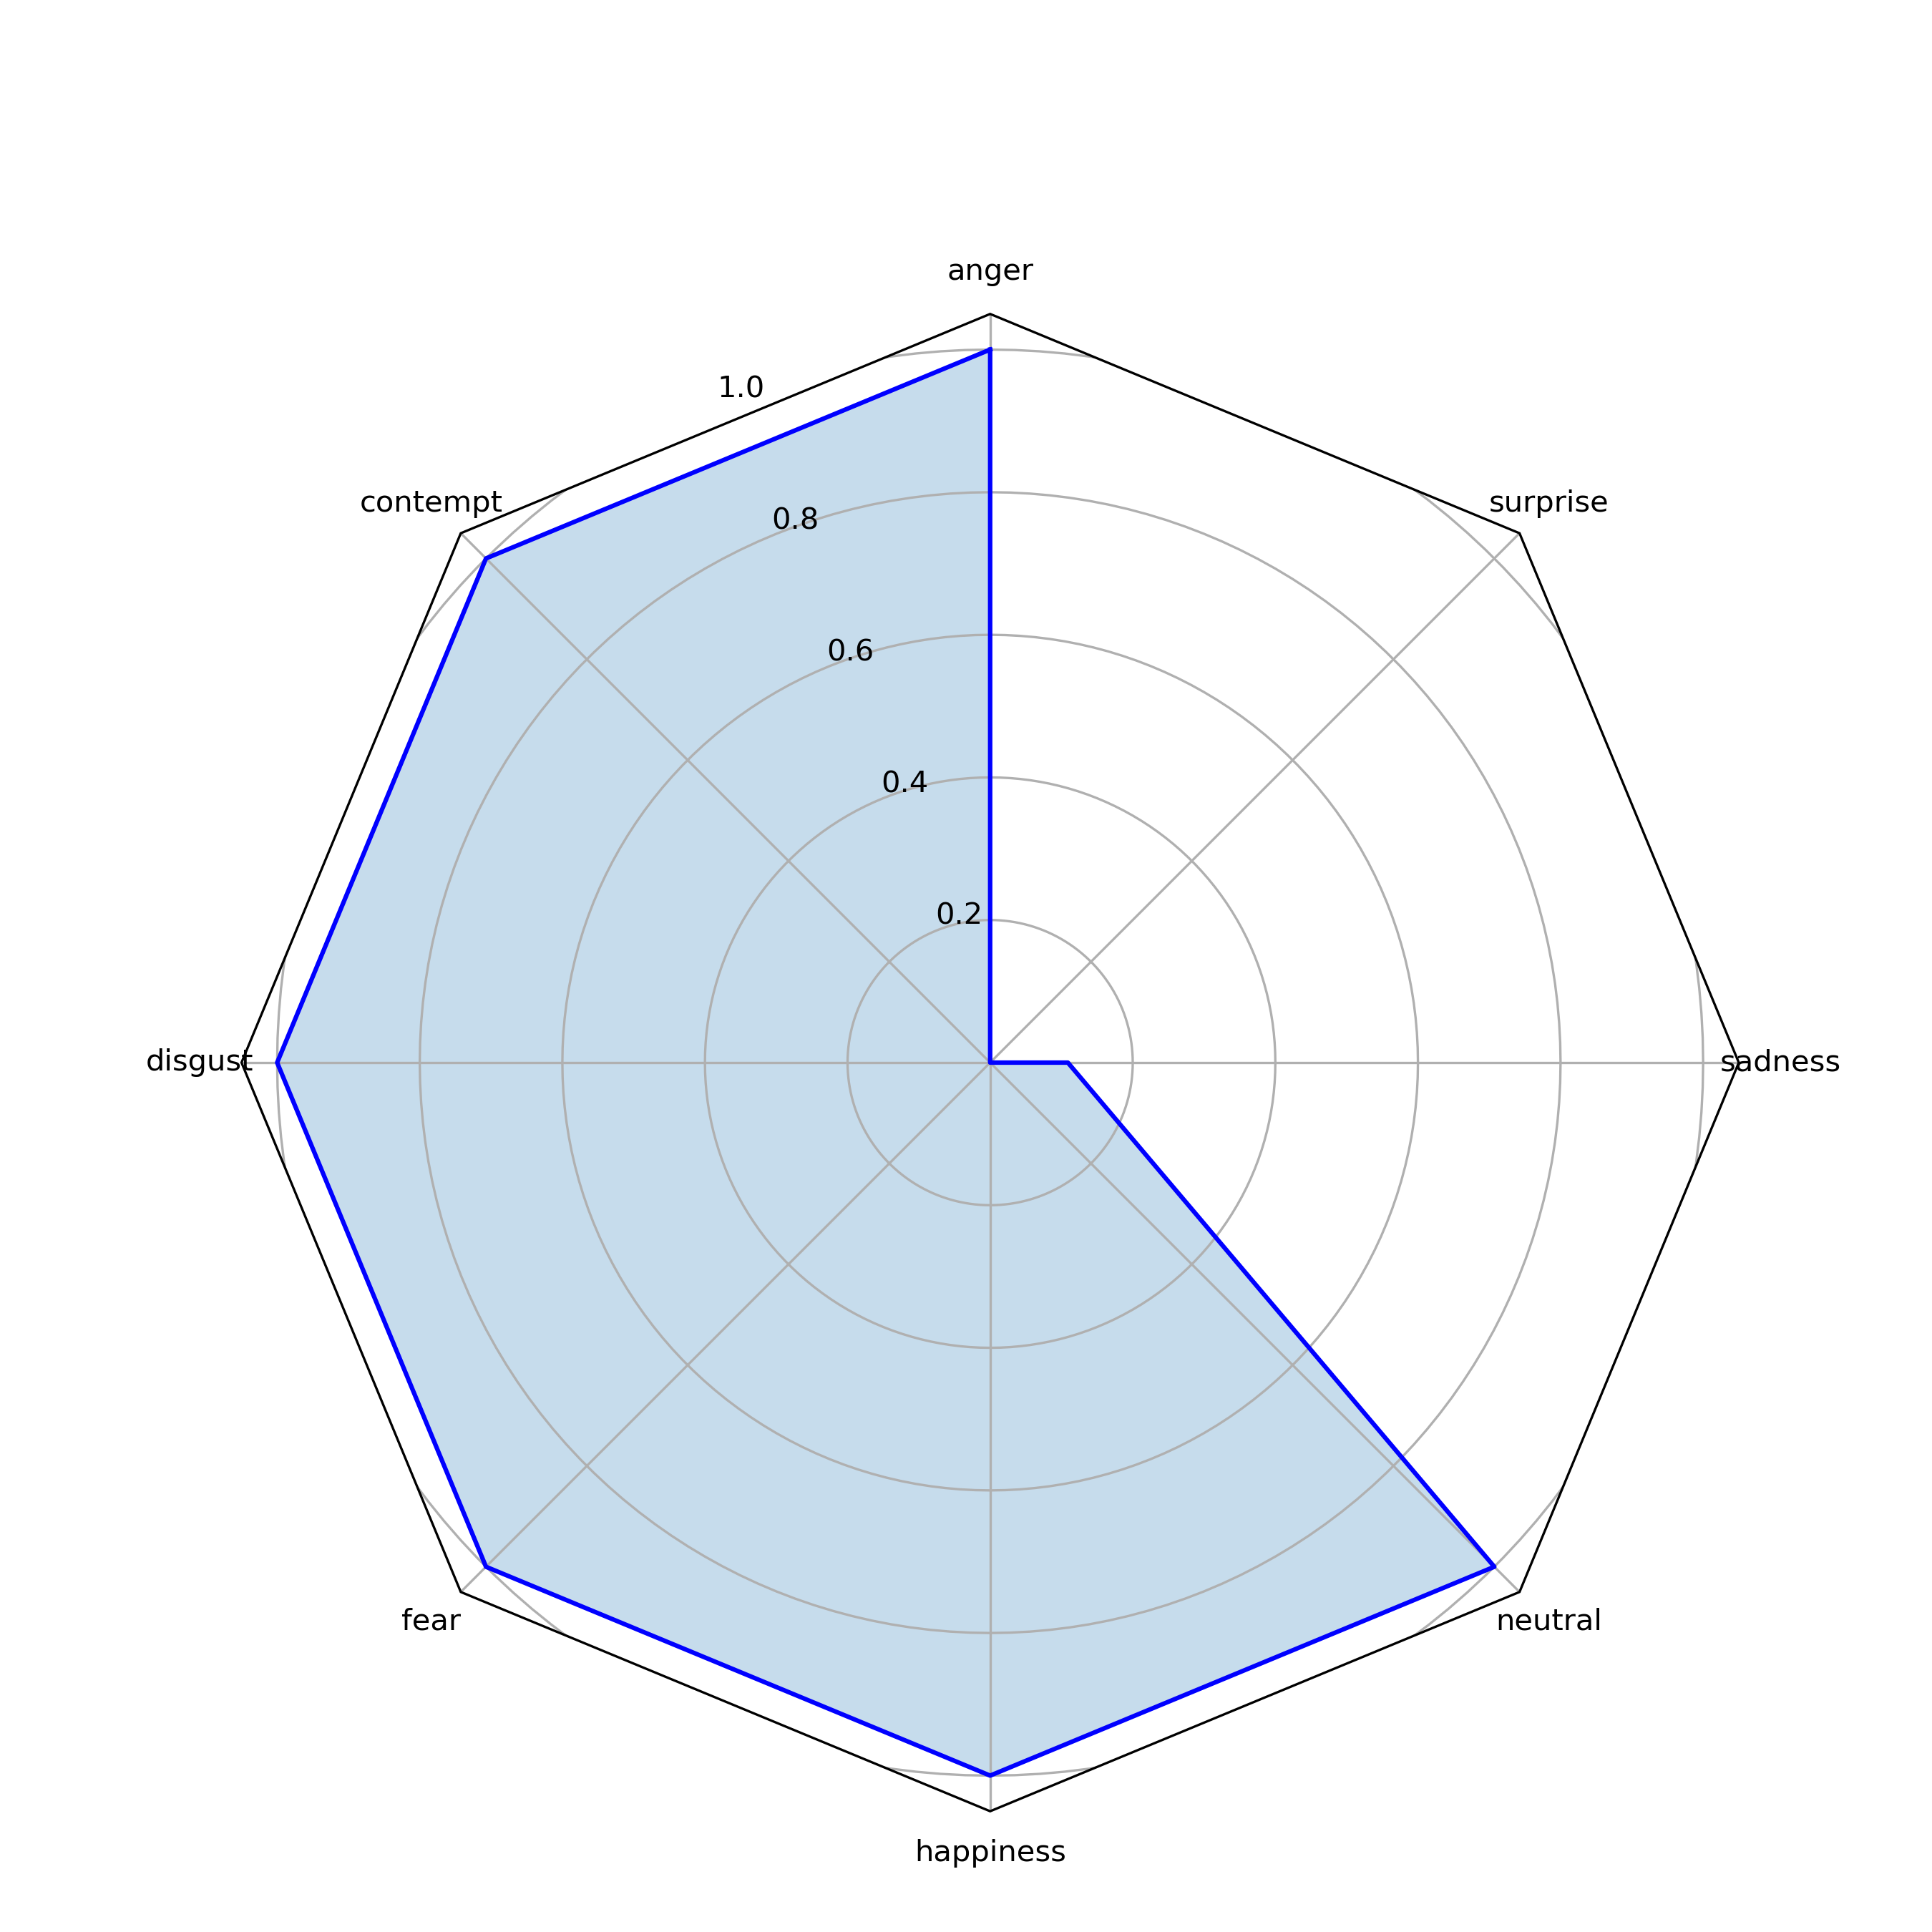 anger
1.0
contempt
surprise
0.8
0.6
0.4
0.2
disgust
sadness
fear
neutral
happiness